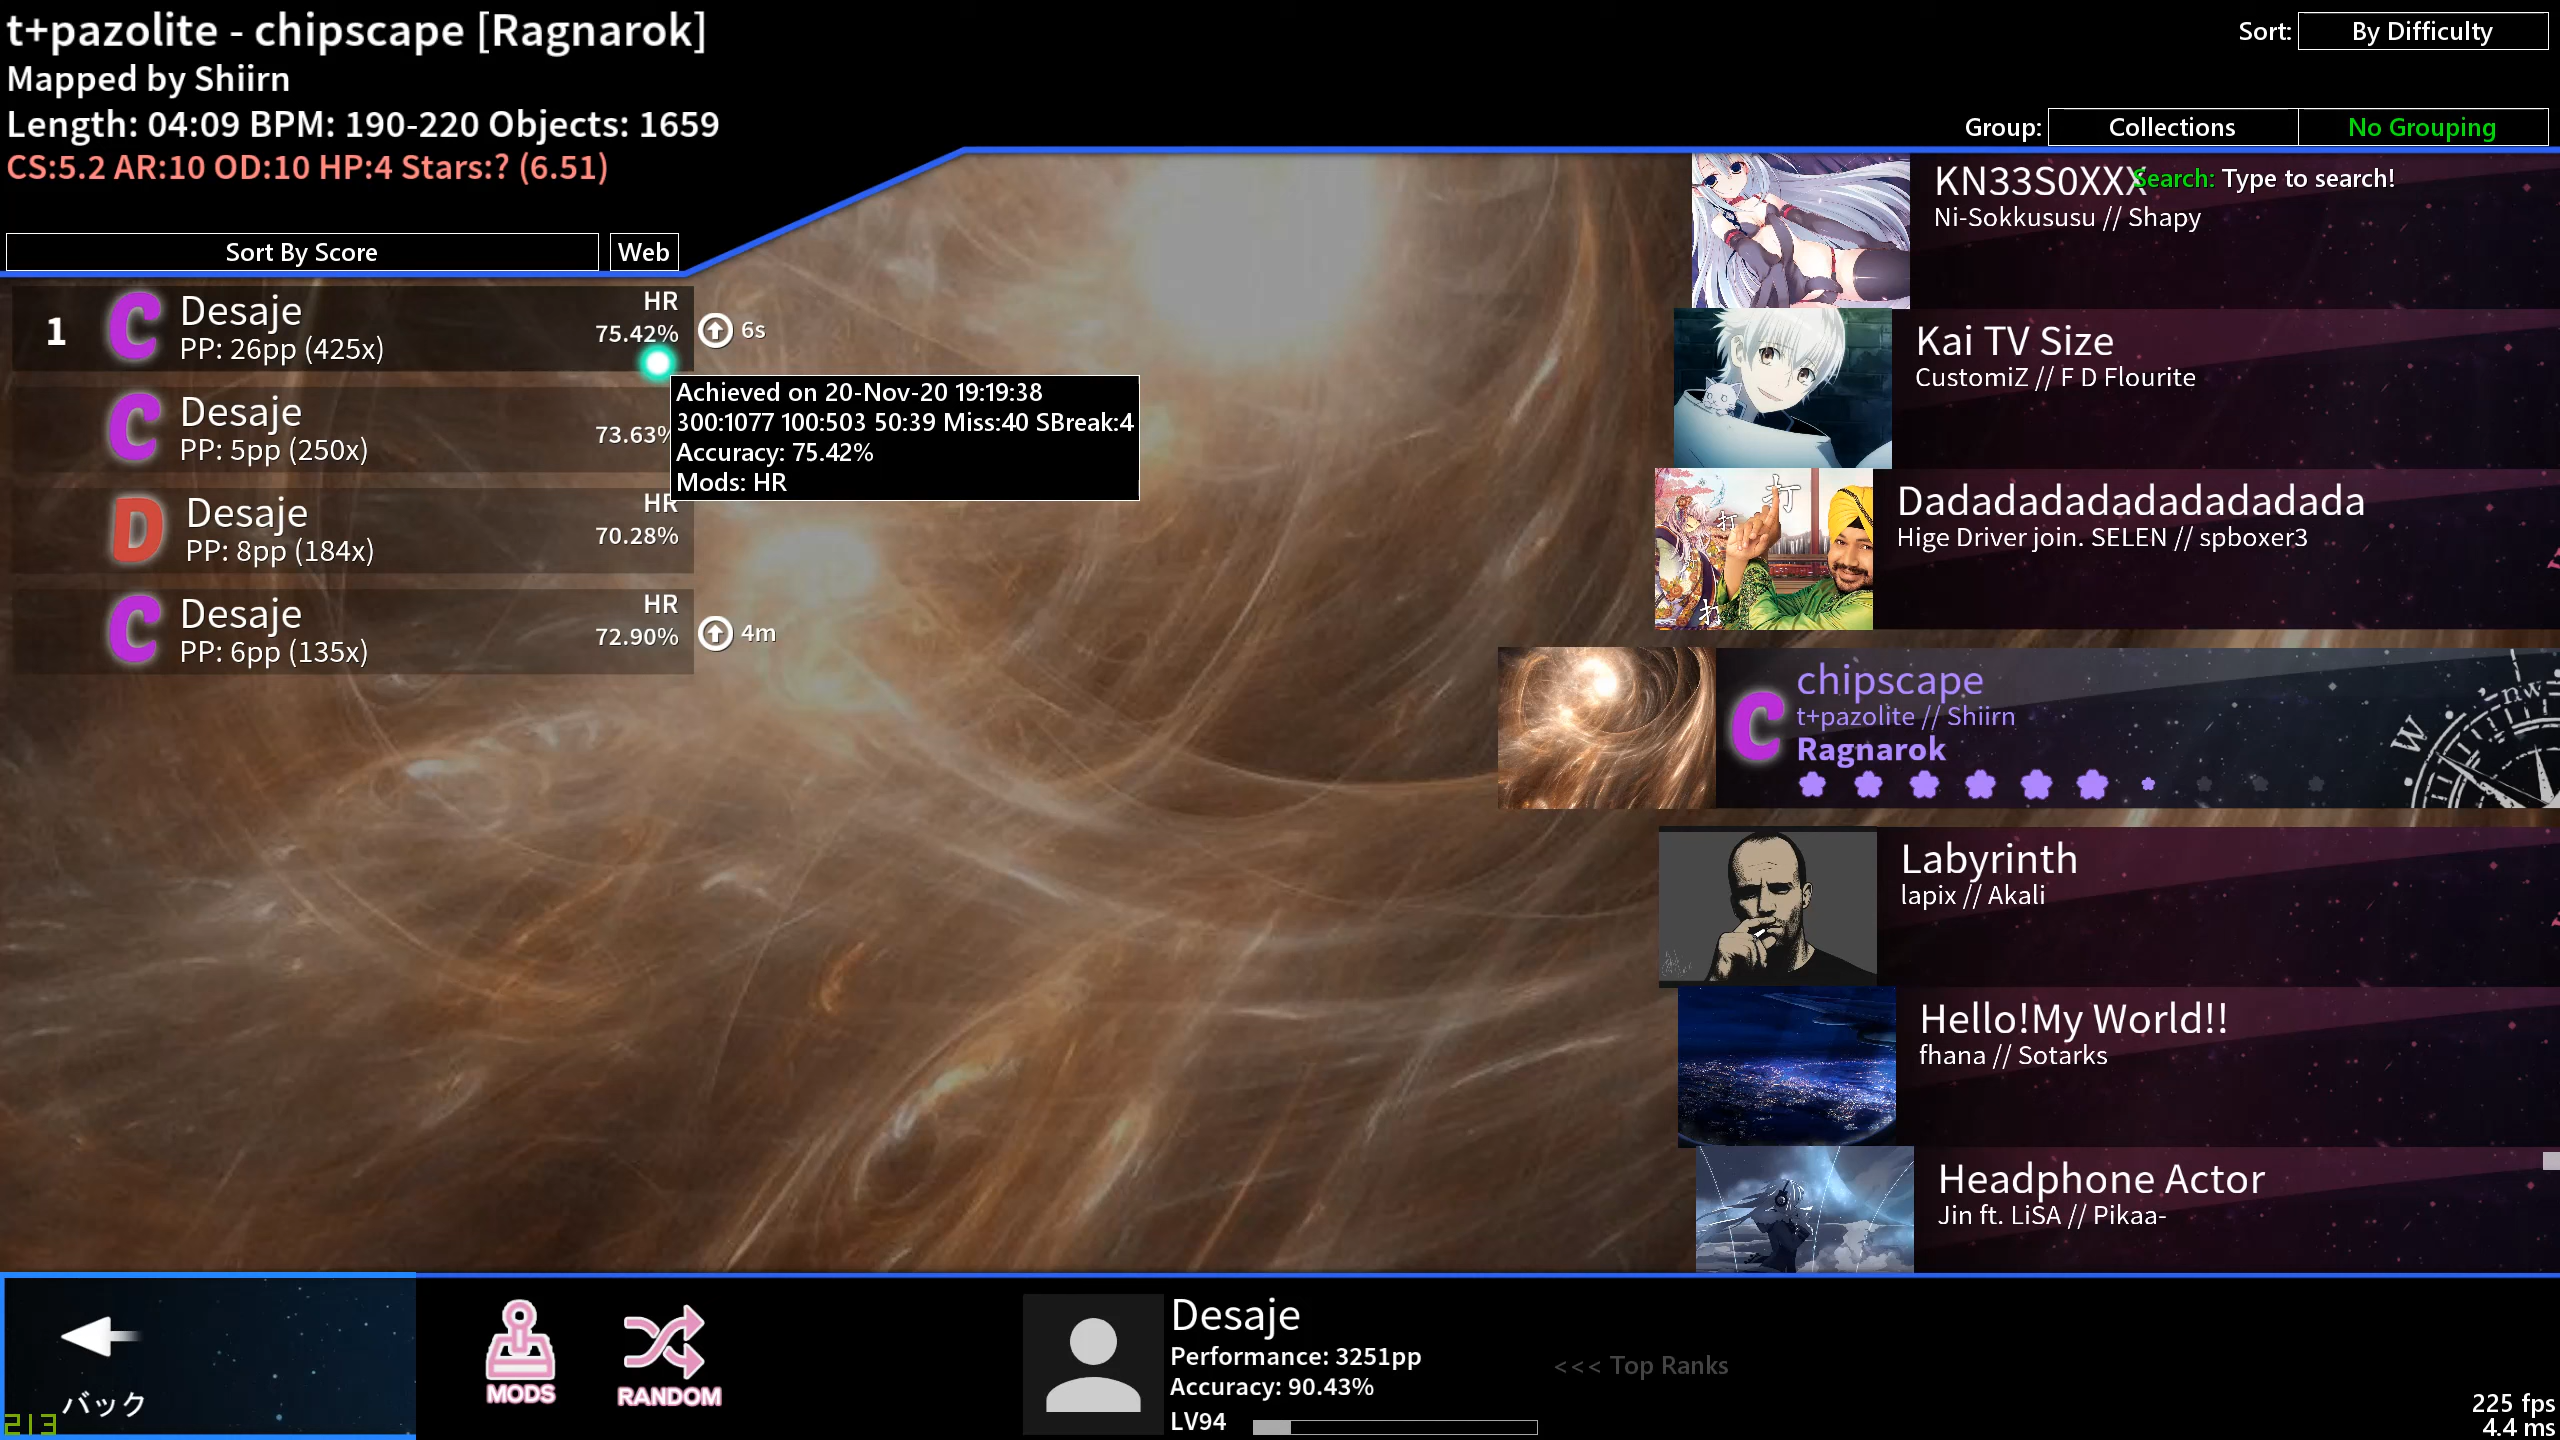 t+pazolite - chipscape [Ragnarok]
Mapped by Shiirn
Length: 04:09 BPM: 190-220 Objects: 1659
CS:5.2 AR:10 OD:10 HP:4 Stars:? (6.51)
Sort: By Difficulty
Group: Collections No Grouping
Search: Type to search!
Sort By Score Web
1 C Desaje HR
PP: 26pp (425x) 75.42% 6s
C Desaje
PP: 5pp (250x) 73.63%
D Desaje HR
PP: 8pp (184x) 70.28%
C Desaje HR
PP: 6pp (135x) 72.90% 4m
Achieved on 20-Nov-20 19:19:38
300:1077 100:503 50:39 Miss:40 SBreak:4
Accuracy: 75.42%
Mods: HR
KN33S0XXX
Ni-Sokkususu // Shapy
Kai TV Size
CustomiZ // F D Flourite
打
打
打
Dadadadadadadadadada
Hige Driver join. SELEN // spboxer3
C chipscape
t+pazolite // Shiirn
Ragnarok
W nw
Labyrinth
lapix // Akali
Hello!My World!!
fhana // Sotarks
Headphone Actor
Jin ft. LiSA // Pikaa-
バック
213
MODS
RANDOM
Desaje
Performance: 3251pp
Accuracy: 90.43%
LV94
<<< Top Ranks
225 fps
4.4 ms